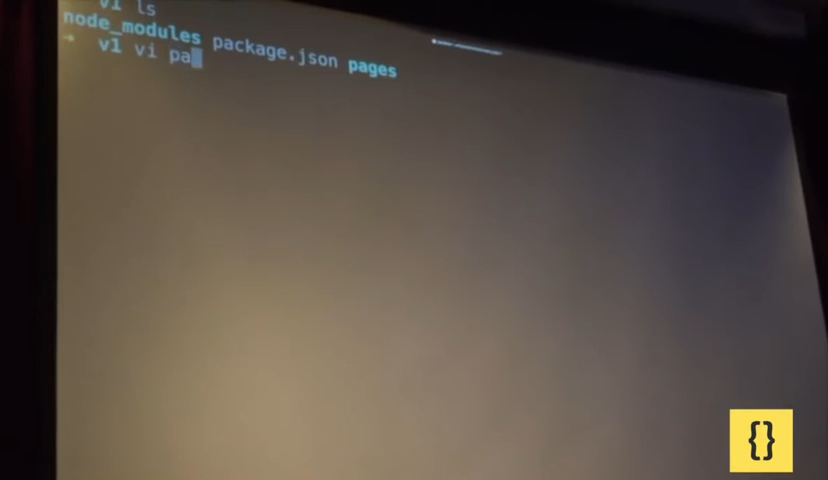 v1 ls
node_modules package.json pages
→ v1 vi pa
{}